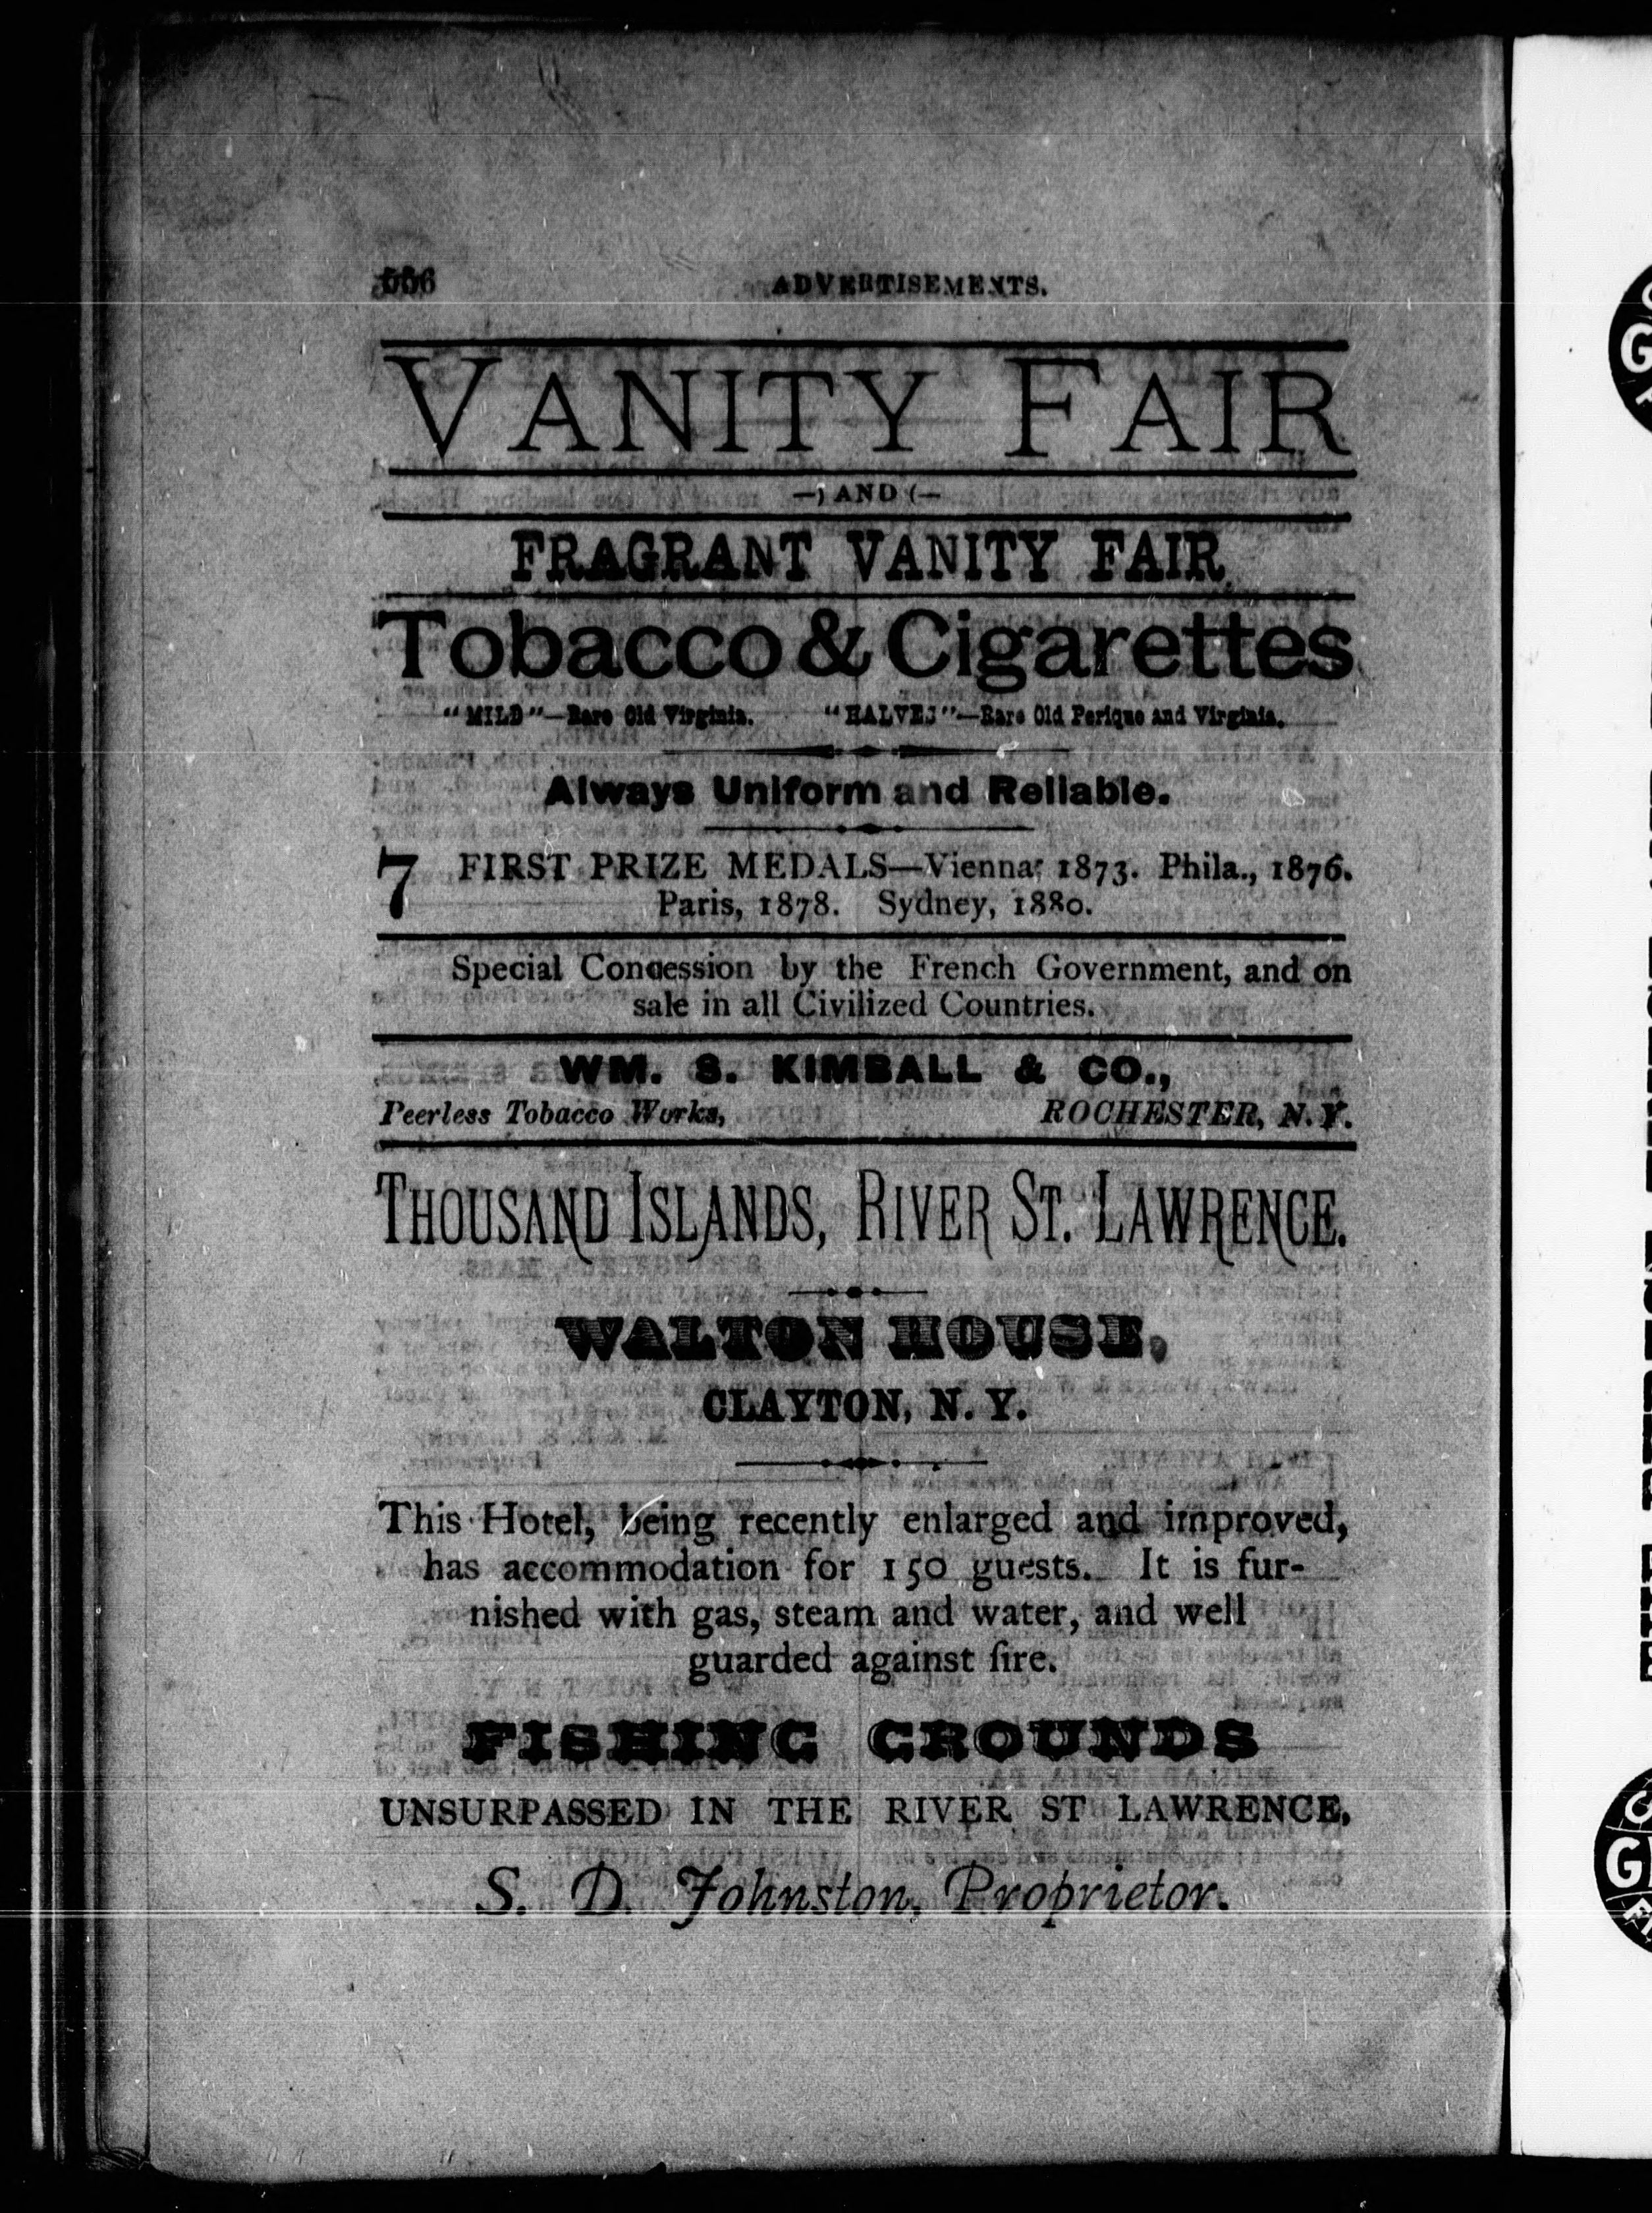 ADVERTISEMENTS.
VANITY FAIR
—) AND (—
FRAGRANT VANITY FAIR
Tobacco & Cigarettes
"MILD"—Rare Old Virginia. "HALVES"—Rare Old Perique and Virginia.
Always Uniform and Reliable.
7 FIRST PRIZE MEDALS—Vienna, 1873. Phila., 1876.
Paris, 1878. Sydney, 1880.
Special Concession by the French Government, and on
sale in all Civilized Countries.
WM. S. KIMBALL & CO.,
Peerless Tobacco Works, ROCHESTER, N. Y.
THOUSAND ISLANDS, RIVER ST. LAWRENCE.
WALTON HOUSE,
CLAYTON, N. Y.
This Hotel, being recently enlarged and improved,
has accommodation for 150 guests. It is fur-
nished with gas, steam and water, and well
guarded against fire.
FISHING GROUNDS
UNSURPASSED IN THE RIVER ST LAWRENCE,
S. D. Johnston, Proprietor.